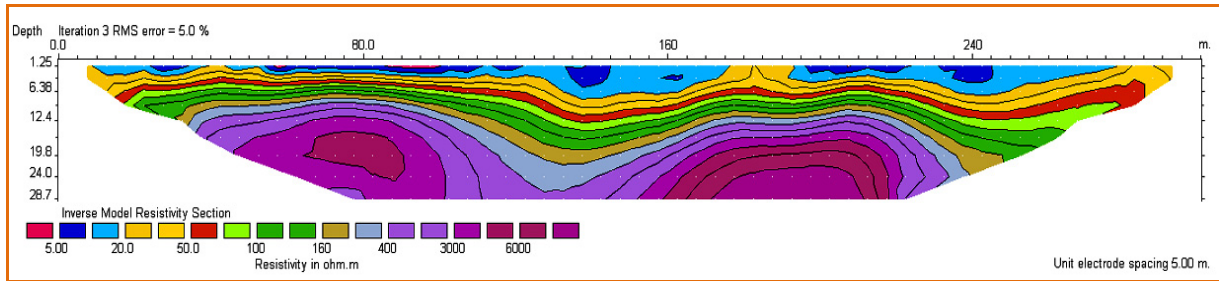 Depth Iteration 3 RMS error = 5.0 %
0.0 80.0 160 240 m.
1.25
6.38
12.4
19.8
24.0
28.7
Inverse Model Resistivity Section
5.00 20.0 50.0 100 160 400 3000 6000
Resistivity in ohm.m
Unit electrode spacing 5.00 m.